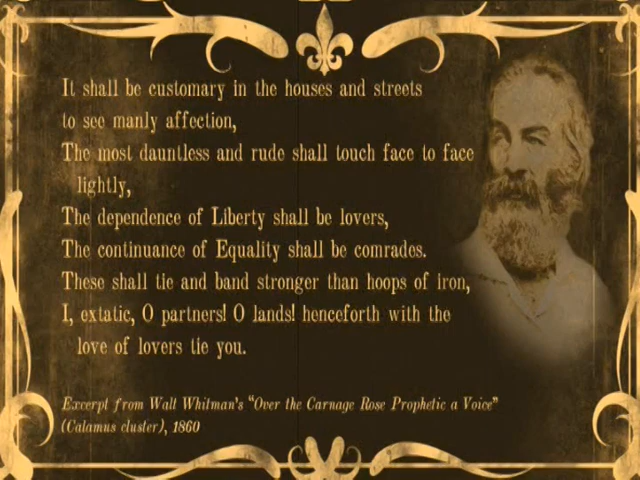 It shall be customary in the houses and streets
to see manly affection,
The most dauntless and rude shall touch face to face
lightly,
The dependence of Liberty shall be lovers,
The continuance of Equality shall be comrades.
These shall tie and band stronger than hoops of iron,
I, extatic, O partners! O lands! henceforth with the
love of lovers tie you.
Excerpt from Walt Whitman's "Over the Carnage Rose Prophetic a Voice"
(Calamus cluster), 1860